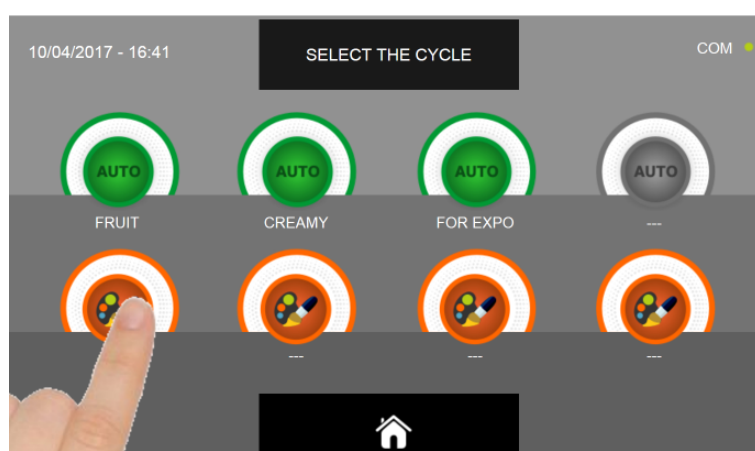 10/04/2017 - 16:41
SELECT THE CYCLE
COM
AUTO
AUTO
AUTO
AUTO
FRUIT
CREAMY
FOR EXPO
---
---
---
---